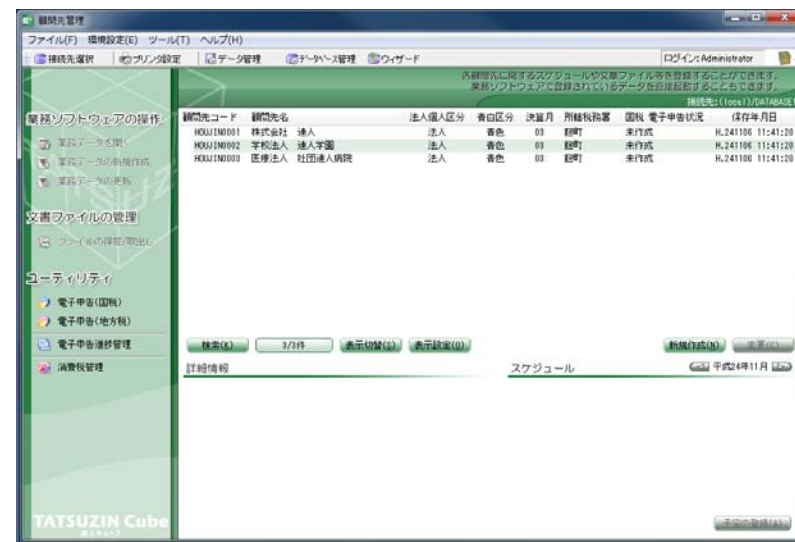 顧問先管理
ファイル(F) 環境設定(E) ツール(T) ヘルプ(H)
接続先選択 プリンタ設定 データ管理 データベース管理 ウィザード ログイン: Administrator
各顧問先に関するスケジュールや文章ファイル等を登録することができます。
業務ソフトウェアで登録されているデータを直接起動することもできます。
接続先:(local)/DATABASE1
業務ソフトウェアの操作
業務データを開く
業務データの新規作成
業務データの更新
文書ファイルの管理
ファイルの保管/取出し
ユーティリティ
電子申告(国税)
電子申告(地方税)
電子申告進捗管理
消費税管理
顧問先コード 顧問先名 法人個人区分 青白区分 決算月 所轄税務署 国税 電子申告状況 保存年月日
HOUJIN0001 株式会社 達人 法人 青色 03 麹町 未作成 H.241106 11:41:20
HOUJIN0002 学校法人 達人学園 法人 青色 03 麹町 未作成 H.241106 11:41:20
HOUJIN0003 医療法人 社団達人病院 法人 青色 03 麹町 未作成 H.241106 11:41:20
検索(K) 3/3件 表示切替(S) 表示設定(O) 新規作成(N) 変更(C)
詳細情報 スケジュール 平成24年11月
予定の登録(A)
TATSUZIN Cube
達人キューブ